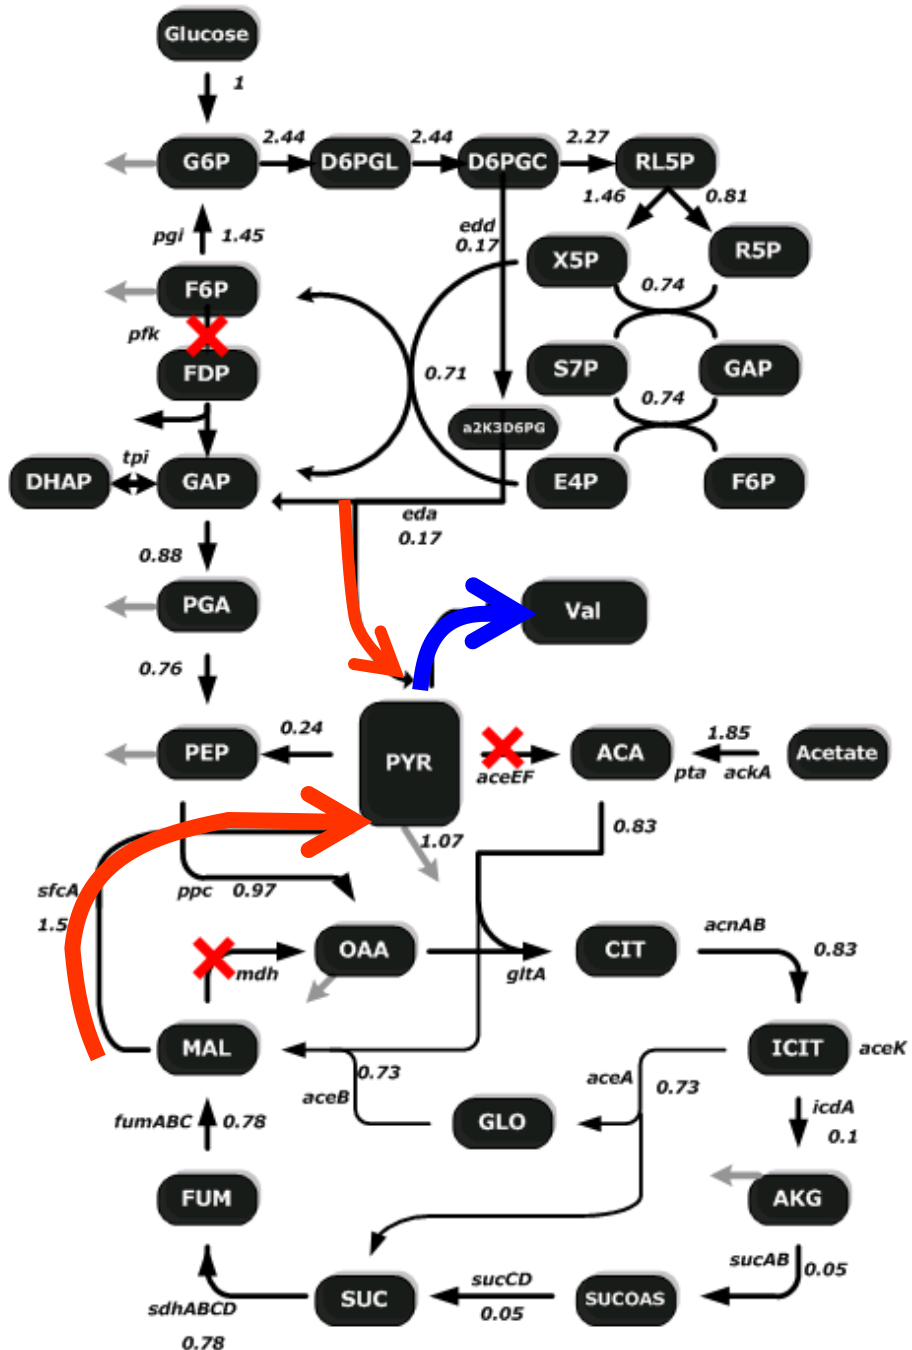 Glucose
1
G6P
2.44
D6PGL
2.44
D6PGC
2.27
RL5P
1.46
0.81
pgi
1.45
edd
0.17
X5P
R5P
F6P
0.74
pfk
FDP
0.71
S7P
GAP
0.74
a2K3D6PG
tpi
DHAP
GAP
E4P
F6P
eda
0.17
0.88
PGA
Val
0.76
0.24
PEP
PYR
aceEF
ACA
1.85
pta
ackA
Acetate
1.07
0.83
sfcA
1.5
ppc
0.97
mdh
OAA
gltA
CIT
acnAB
0.83
MAL
0.73
aceB
aceA
0.73
ICIT
aceK
fumABC
0.78
GLO
icdA
0.1
FUM
AKG
sucAB
0.05
sdhABCD
0.78
SUC
sucCD
0.05
SUCOAS